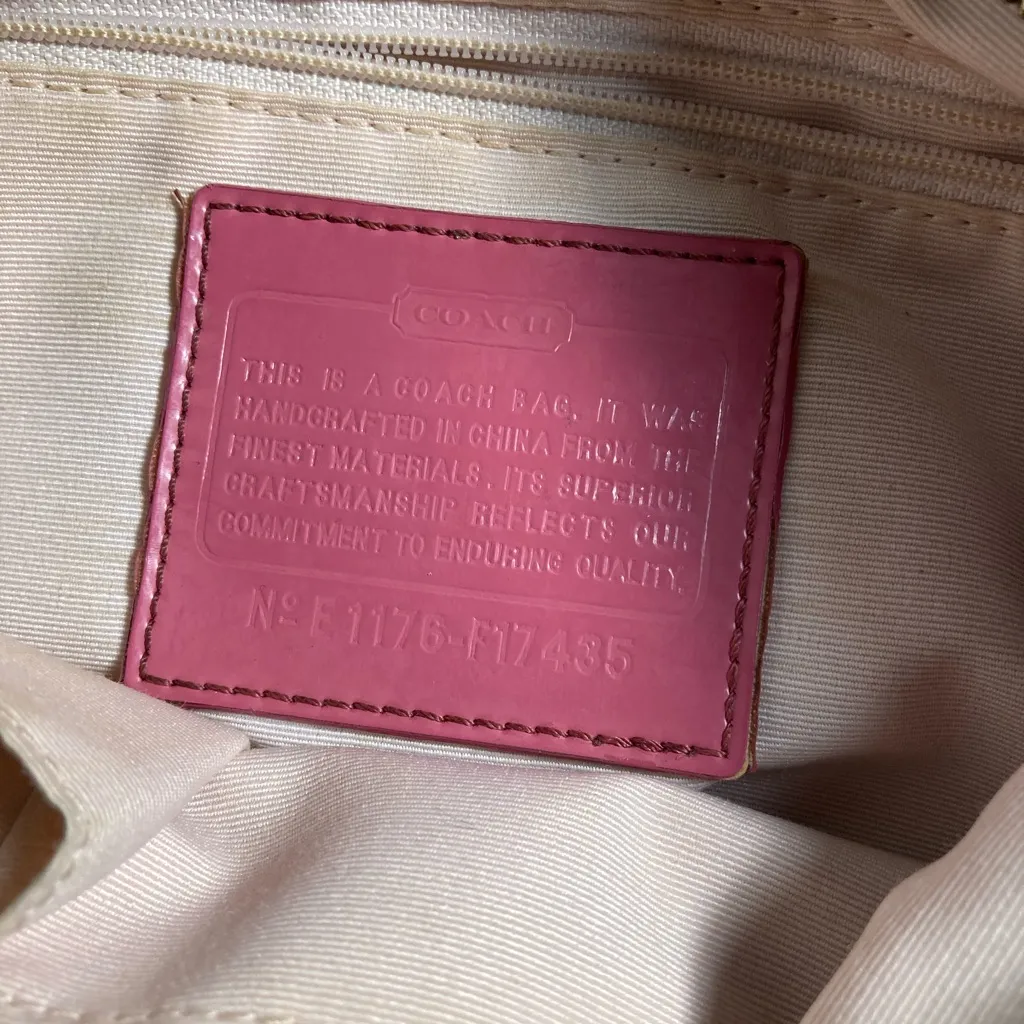 COACH
THIS IS A COACH BAG. IT WAS
HANDCRAFTED IN CHINA FROM THE
FINEST MATERIALS. ITS SUPERIOR
CRAFTSMANSHIP REFLECTS OUR
COMMITMENT TO ENDURING QUALITY.
Nº E1176-F17435